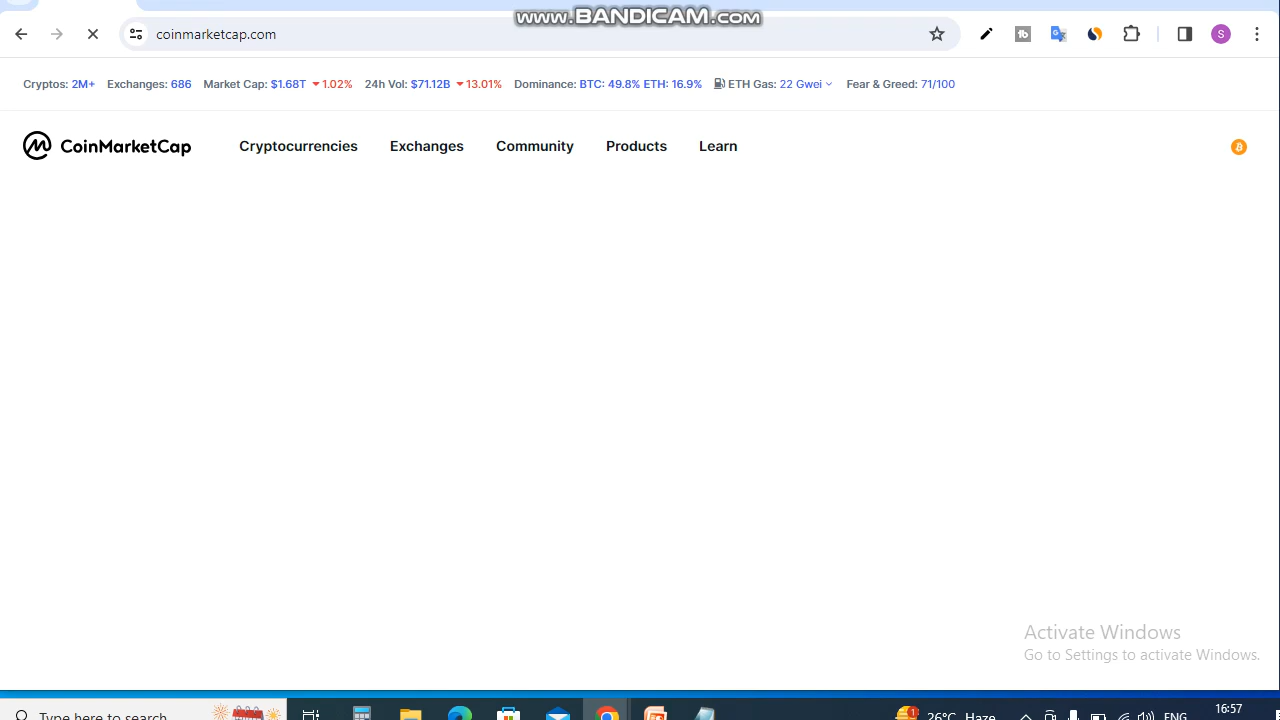 www.BANDICAM.com
coinmarketcap.com
S
Cryptos: 2M+ Exchanges: 686 Market Cap: $1.68T 1.02% 24h Vol: $71.12B 13.01% Dominance: BTC: 49.8% ETH: 16.9% ETH Gas: 22 Gwei Fear & Greed: 71/100
CoinMarketCap Cryptocurrencies Exchanges Community Products Learn
Activate Windows
Go to Settings to activate Windows.
Type here to search 1 26°C Haze ENG 16:57